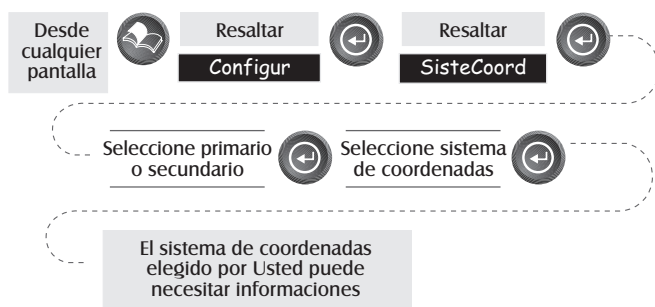 Desde
cualquier
pantalla
Resaltar
Configur
Resaltar
SisteCoord
Seleccione primario
o secundario
Seleccione sistema
de coordenadas
El sistema de coordenadas
elegido por Usted puede
necesitar informaciones